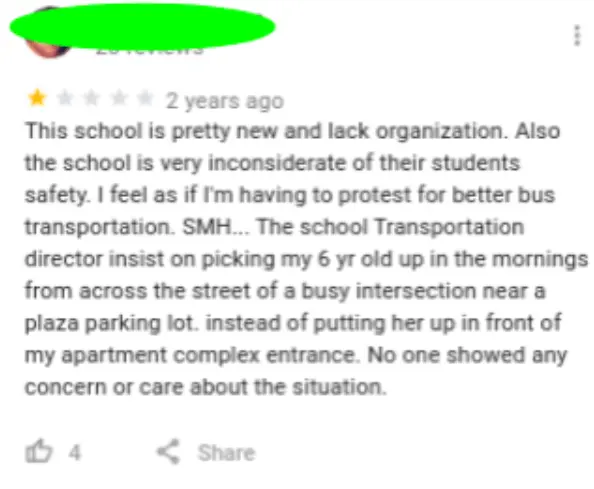 2 years ago
This school is pretty new and lack organization. Also
the school is very inconsiderate of their students
safety. I feel as if I'm having to protest for better bus
transportation. SMH... The school Transportation
director insist on picking my 6 yr old up in the mornings
from across the street of a busy intersection near a
plaza parking lot. instead of putting her up in front of
my apartment complex entrance. No one showed any
concern or care about the situation.
4 Share